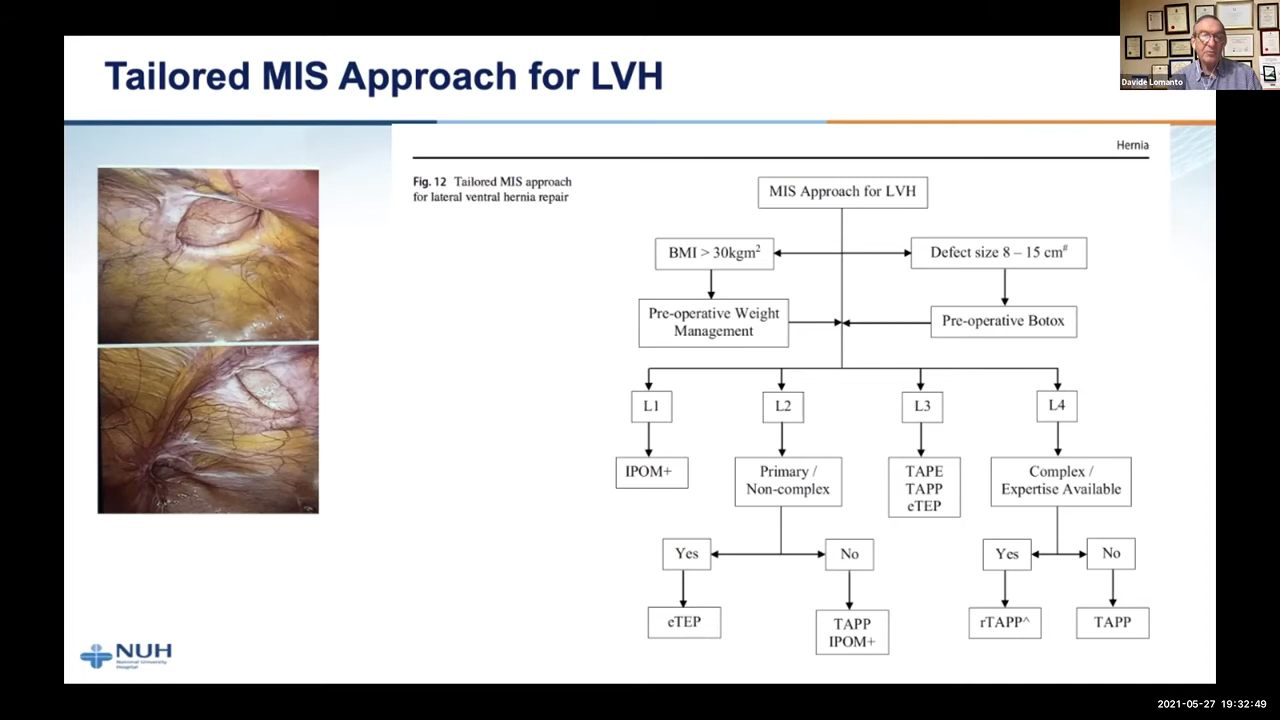 Tailored MIS Approach for LVH
Davide Lomanto
Hernia
Fig. 12 Tailored MIS approach
for lateral ventral hernia repair
MIS Approach for LVH
BMI > 30kgm²
Defect size 8 – 15 cm#
Pre-operative Weight
Management
Pre-operative Botox
L1
L2
L3
L4
IPOM+
Primary /
Non-complex
TAPE
TAPP
eTEP
Complex /
Expertise Available
Yes
No
Yes
No
eTEP
TAPP
IPOM+
rTAPP^
TAPP
NUH
National University
Hospital
2021-05-27 19:32:49